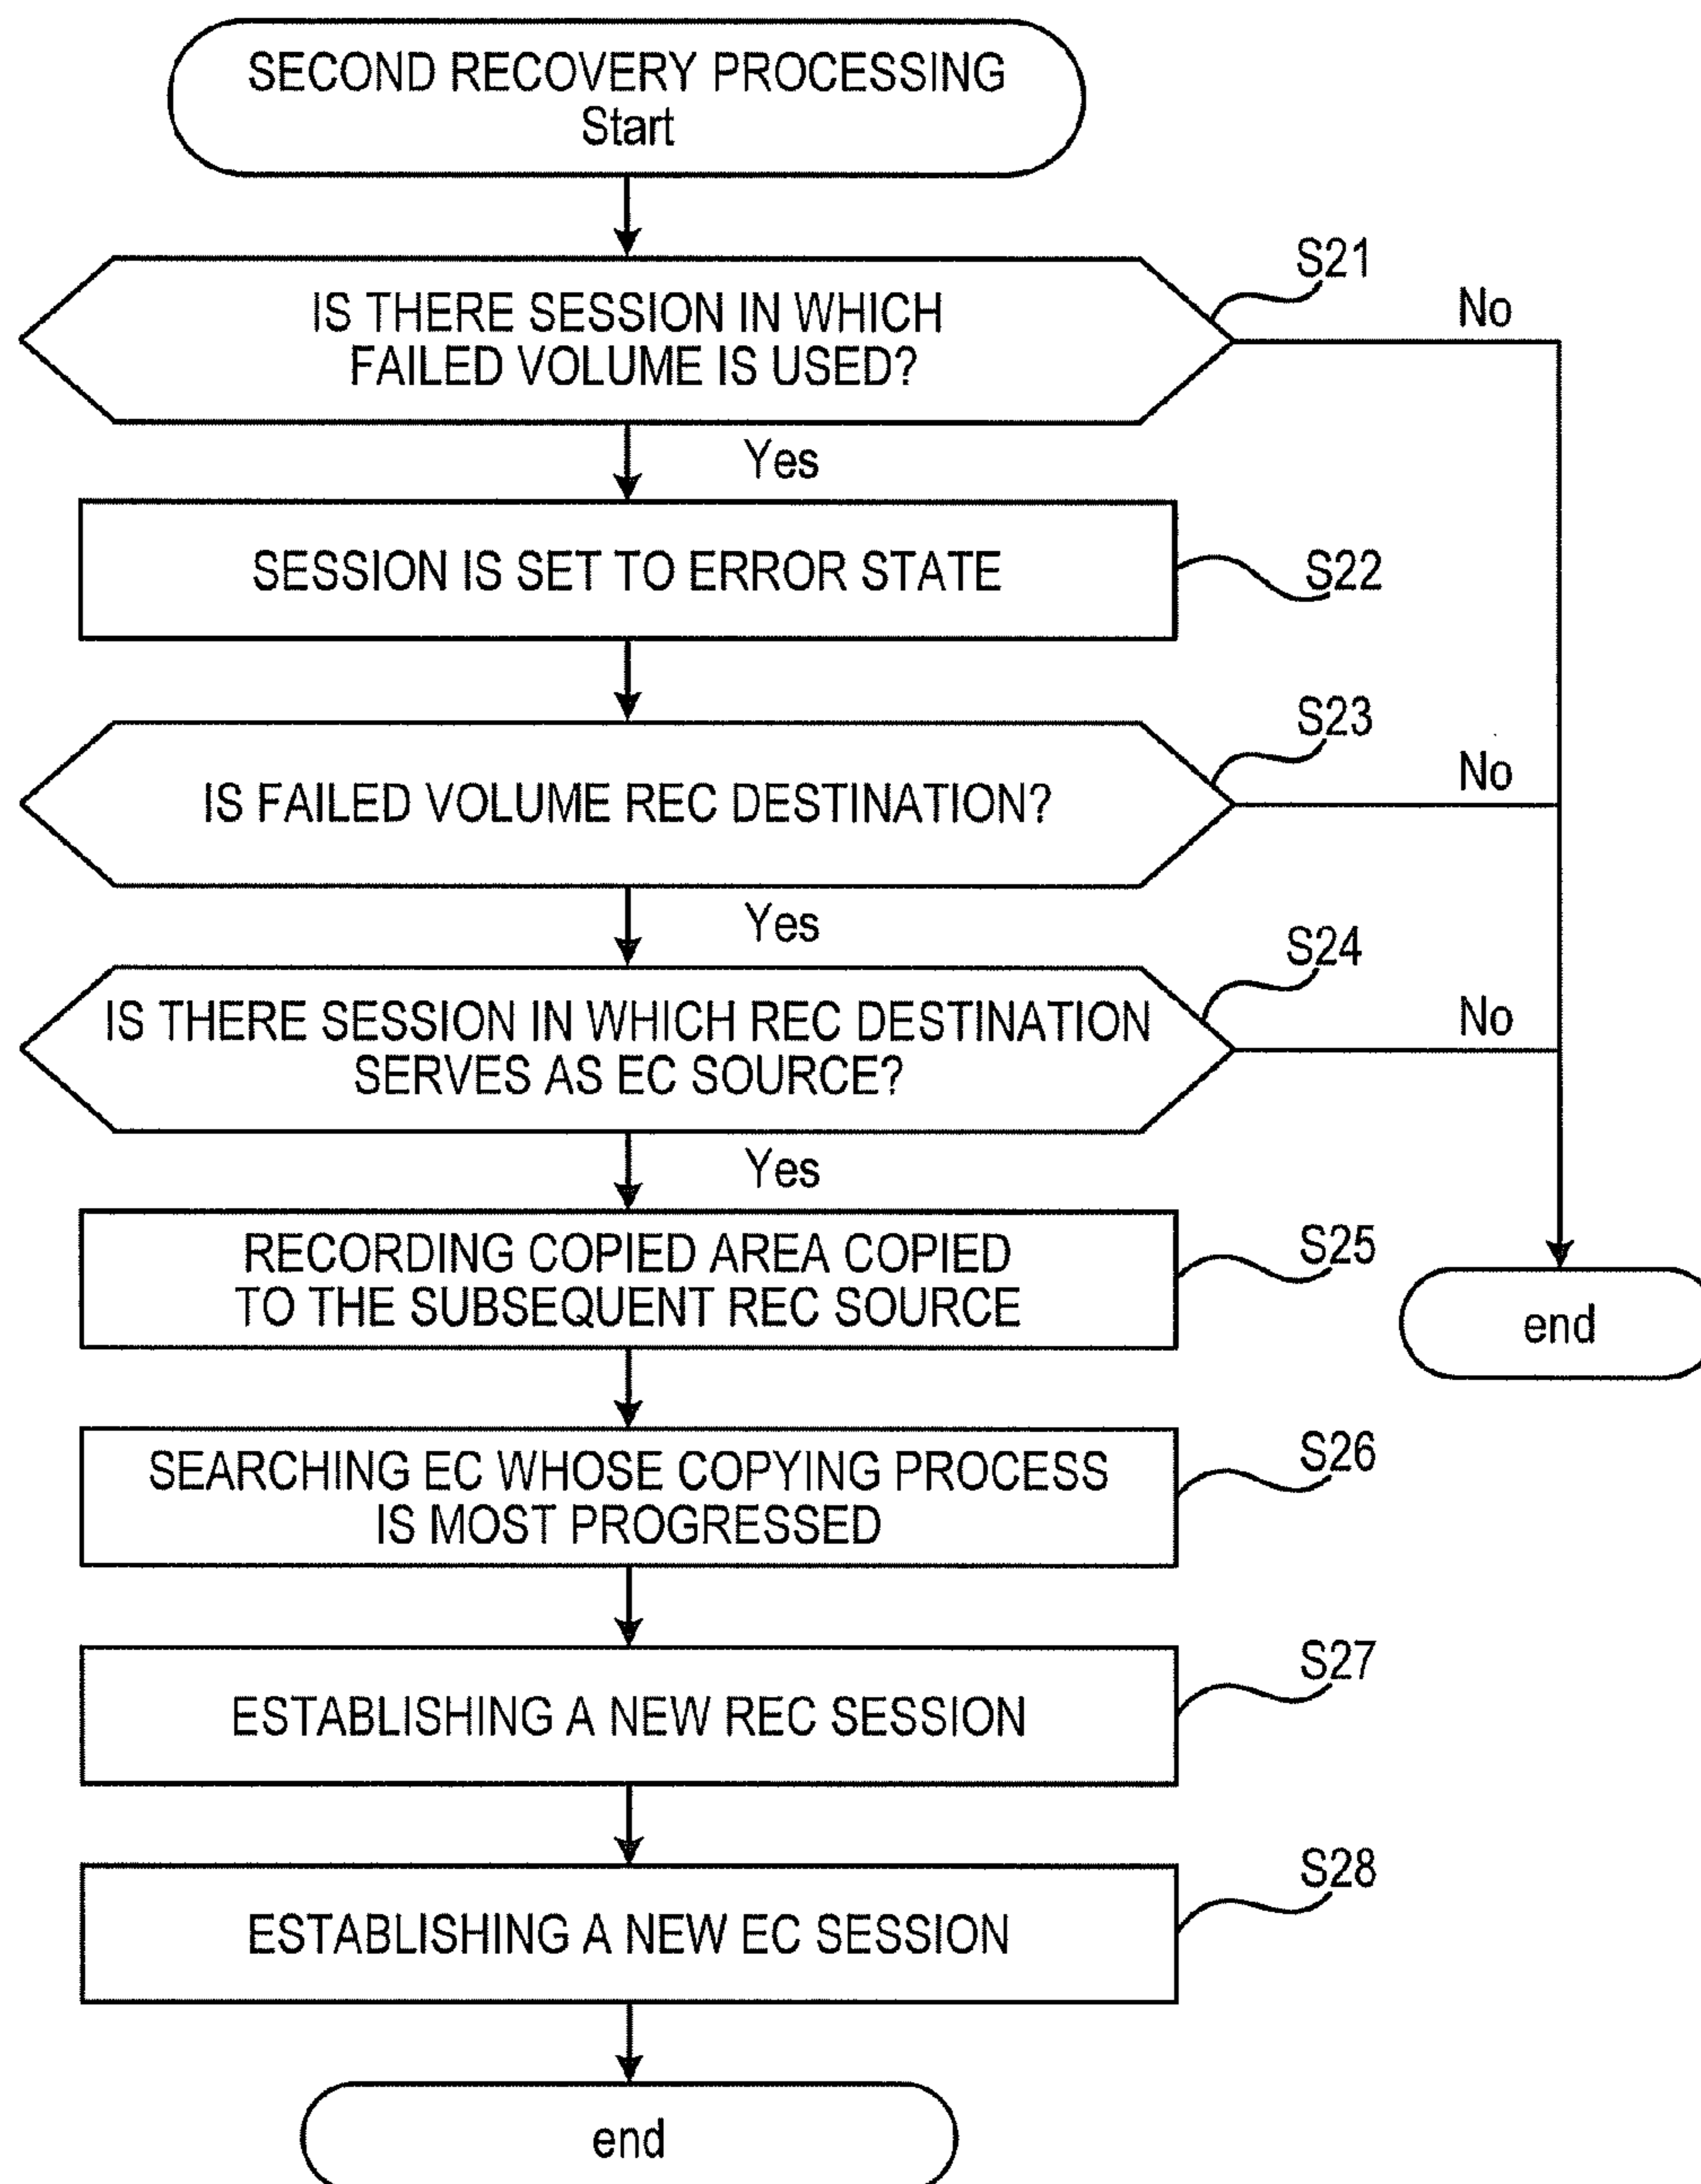 SECOND RECOVERY PROCESSING
Start
S21
No
IS THERE SESSION IN WHICH
FAILED VOLUME IS USED?
Yes
SESSION IS SET TO ERROR STATE
S22
S23
No
IS FAILED VOLUME REC DESTINATION?
Yes
S24
No
IS THERE SESSION IN WHICH REC DESTINATION
SERVES AS EC SOURCE?
Yes
RECORDING COPIED AREA COPIED
TO THE SUBSEQUENT REC SOURCE
S25
end
SEARCHING EC WHOSE COPYING PROCESS
IS MOST PROGRESSED
S26
ESTABLISHING A NEW REC SESSION
S27
ESTABLISHING A NEW EC SESSION
S28
end